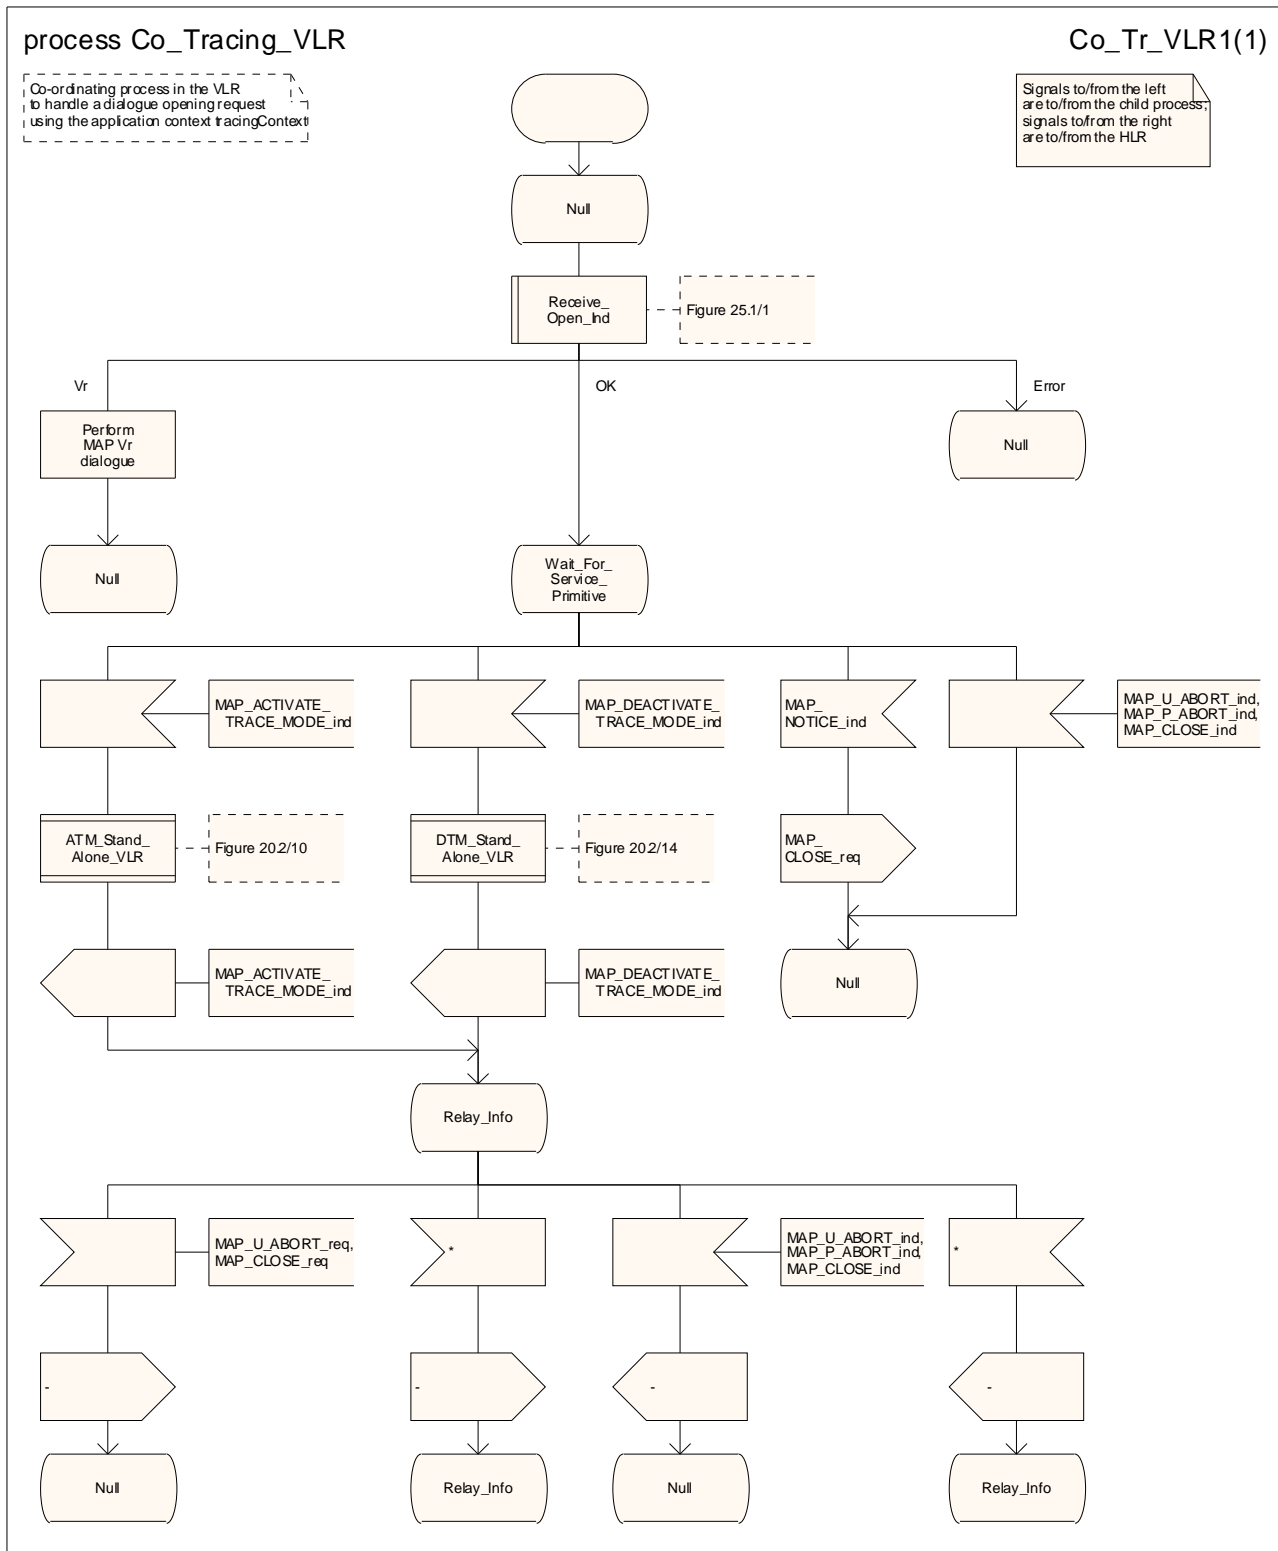 process Co_Tracing_VLR
Co_Tr_VLR1(1)
Co-ordinating process in the VLR
to handle a dialogue opening request
using the application context tracingContext
Signals to/from the left
are to/from the child process;
signals to/from the right
are to/from the HLR
Null
Receive_
Open_Ind
Figure 25.1/1
Vr
OK
Error
Perform
MAP Vr
dialogue
Null
Null
Wait_For_
Service_
Primitive
MAP_ACTIVATE_
TRACE_MODE_ind
MAP_DEACTIVATE_
TRACE_MODE_ind
MAP_
NOTICE_ind
MAP_U_ABORT_ind,
MAP_P_ABORT_ind,
MAP_CLOSE_ind
ATM_Stand_
Alone_VLR
Figure 20.2/10
DTM_Stand_
Alone_VLR
Figure 20.2/14
MAP_
CLOSE_req
MAP_ACTIVATE_
TRACE_MODE_ind
MAP_DEACTIVATE_
TRACE_MODE_ind
Null
Relay_Info
MAP_U_ABORT_req,
MAP_CLOSE_req
*
MAP_U_ABORT_ind,
MAP_P_ABORT_ind,
MAP_CLOSE_ind
*
-
-
-
-
Null
Relay_Info
Null
Relay_Info